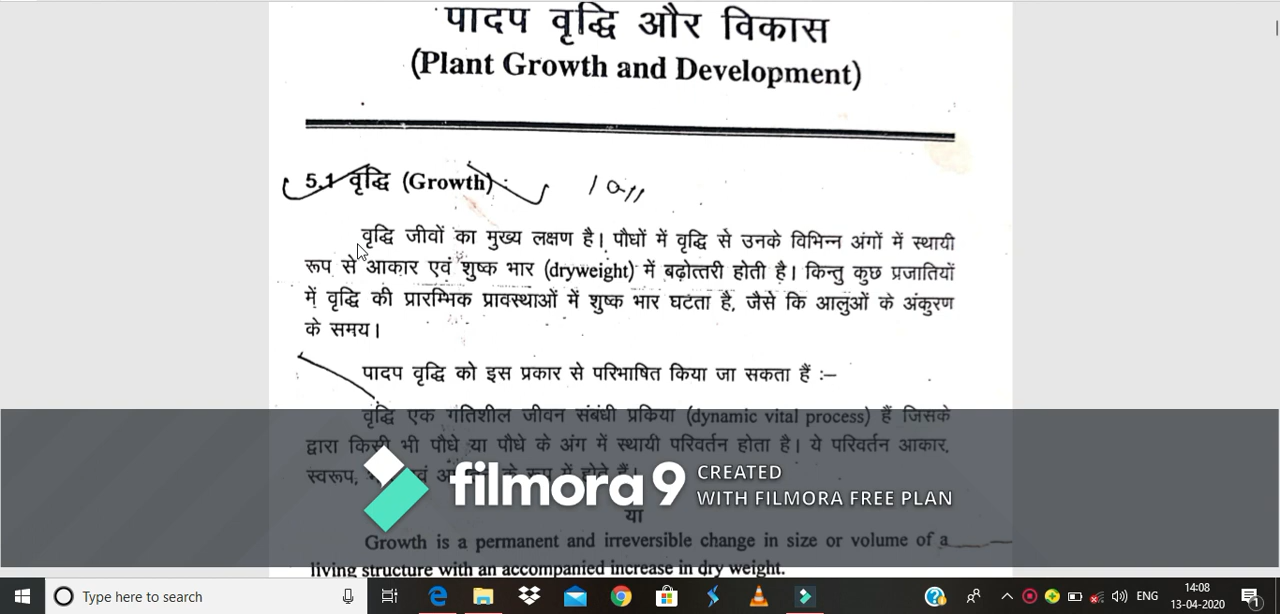 पादप वृद्धि और विकास
(Plant Growth and Development)
5.1 वृद्धि (Growth) :
वृद्धि जीवों का मुख्य लक्षण है। पौधों में वृद्धि से उनके विभिन्न अंगों में स्थायी
रूप से आकार एवं शुष्क भार (dryweight) में बढ़ोत्तरी होती है। किन्तु कुछ प्रजातियों
में वृद्धि की प्रारम्भिक प्रावस्थाओं में शुष्क भार घटता है, जैसे कि आलुओं के अंकुरण
के समय।
पादप वृद्धि को इस प्रकार से परिभाषित किया जा सकता हैं :–
वृद्धि एक गतिशील जीवन संबंधी प्रकिया (dynamic vital process) हैं जिसके
द्वारा किसी भी पौधे या पौधे के अंग में स्थायी परिवर्तन होता है। ये परिवर्तन आकार,
स्वरूप, में होते हैं।
filmora 9 CREATED
WITH FILMORA FREE PLAN
या
Growth is a permanent and irreversible change in size or volume of a
living structure with an accompanied increase in dry weight.
Type here to search
ENG
14:08
13-04-2020
1